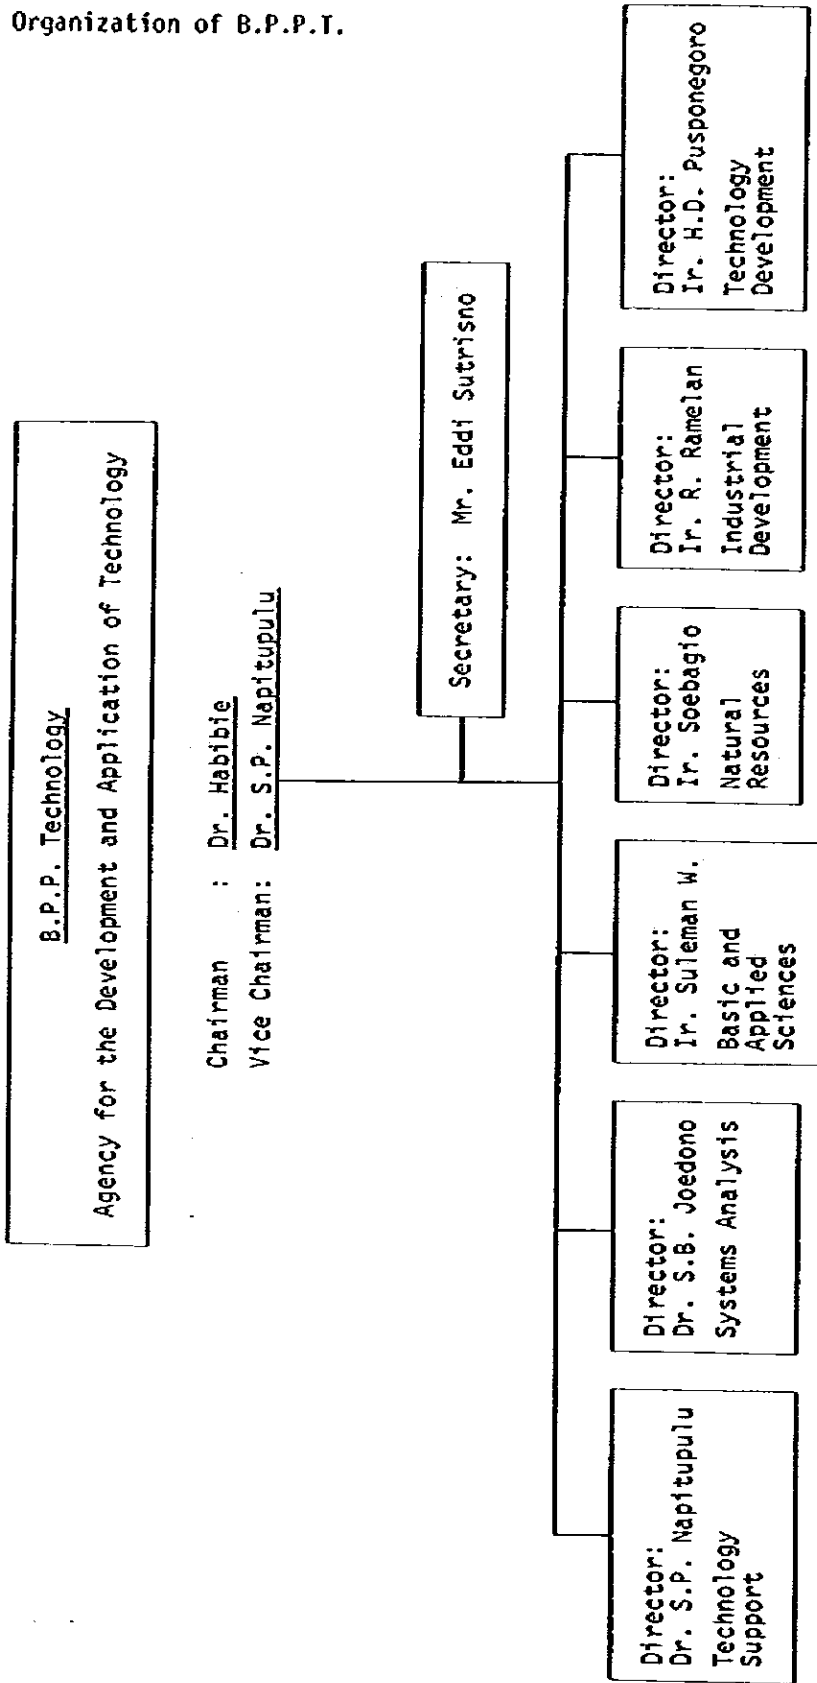 Organization of B.P.P.T.
B.P.P. Technology
Agency for the Development and Application of Technology
Chairman : Dr. Habibie
Vice Chairman: Dr. S.P. Napitupulu
Secretary: Mr. Eddi Sutrisno
Director:
Dr. S.P. Napitupulu
Technology
Support
Director:
Dr. S.B. Joedono
Systems Analysis
Director:
Ir. Suleman W.
Basic and
Applied
Sciences
Director:
Ir. Soebagio
Natural
Resources
Director:
Ir. R. Ramelan
Industrial
Development
Director:
Ir. H.D. Pusponegoro
Technology
Development